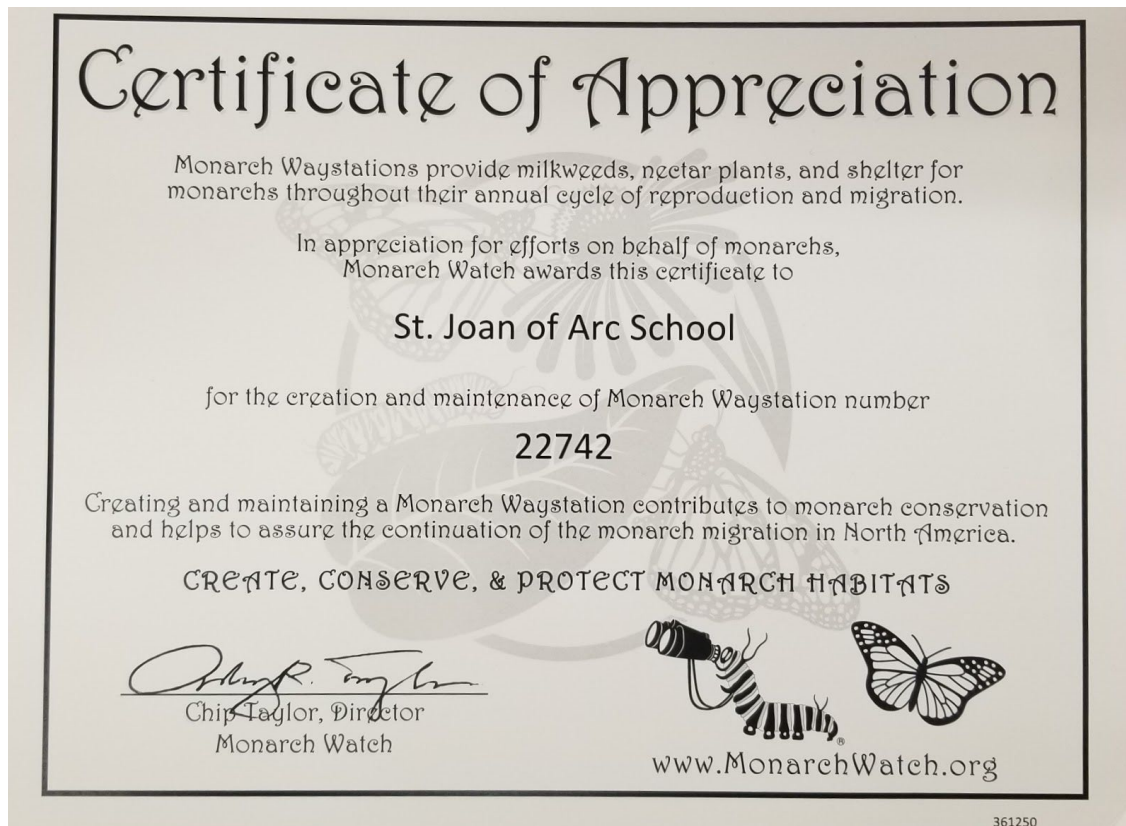 Certificate of Appreciation
Monarch Waystations provide milkweeds, nectar plants, and shelter for
monarchs throughout their annual cycle of reproduction and migration.
In appreciation for efforts on behalf of monarchs,
Monarch Watch awards this certificate to
St. Joan of Arc School
for the creation and maintenance of Monarch Waystation number
22742
Creating and maintaining a Monarch Waystation contributes to monarch conservation
and helps to assure the continuation of the monarch migration in North America.
CREATE, CONSERVE, & PROTECT MONARCH HABITATS
Chip Taylor, Director
Monarch Watch
®
www.MonarchWatch.org
361250